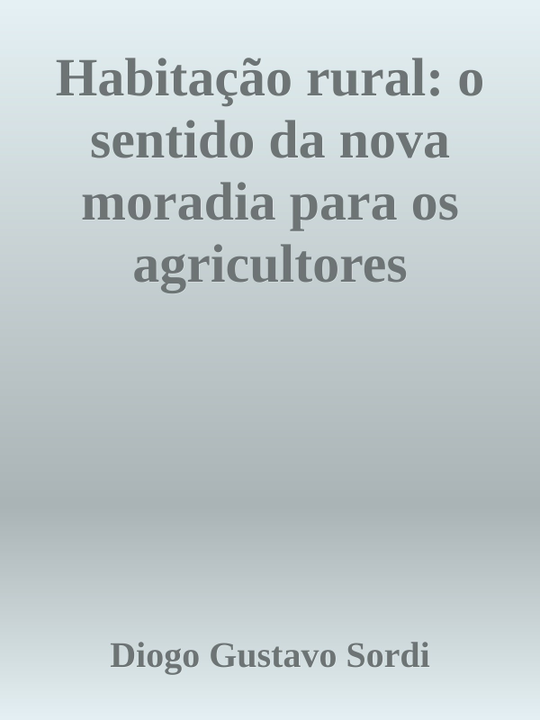 Habitação rural: o
sentido da nova
moradia para os
agricultores
Diogo Gustavo Sordi